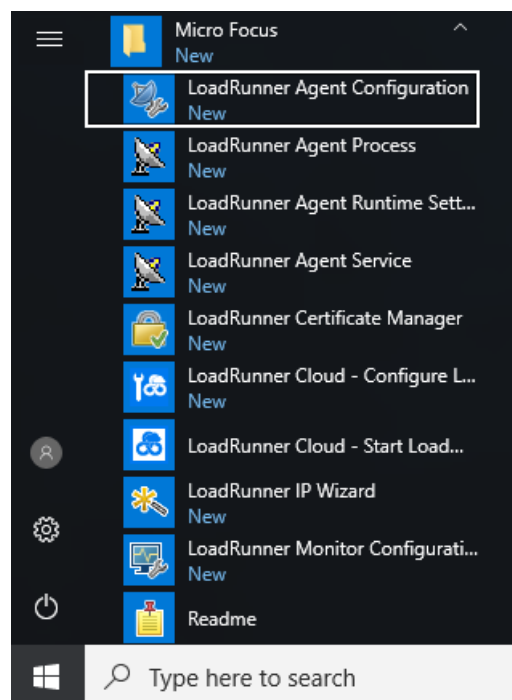 Micro Focus
New
LoadRunner Agent Configuration
New
LoadRunner Agent Process
New
LoadRunner Agent Runtime Sett...
New
LoadRunner Agent Service
New
LoadRunner Certificate Manager
New
LoadRunner Cloud - Configure L...
New
LoadRunner Cloud - Start Load...
LoadRunner IP Wizard
New
LoadRunner Monitor Configurati...
New
Readme
Type here to search